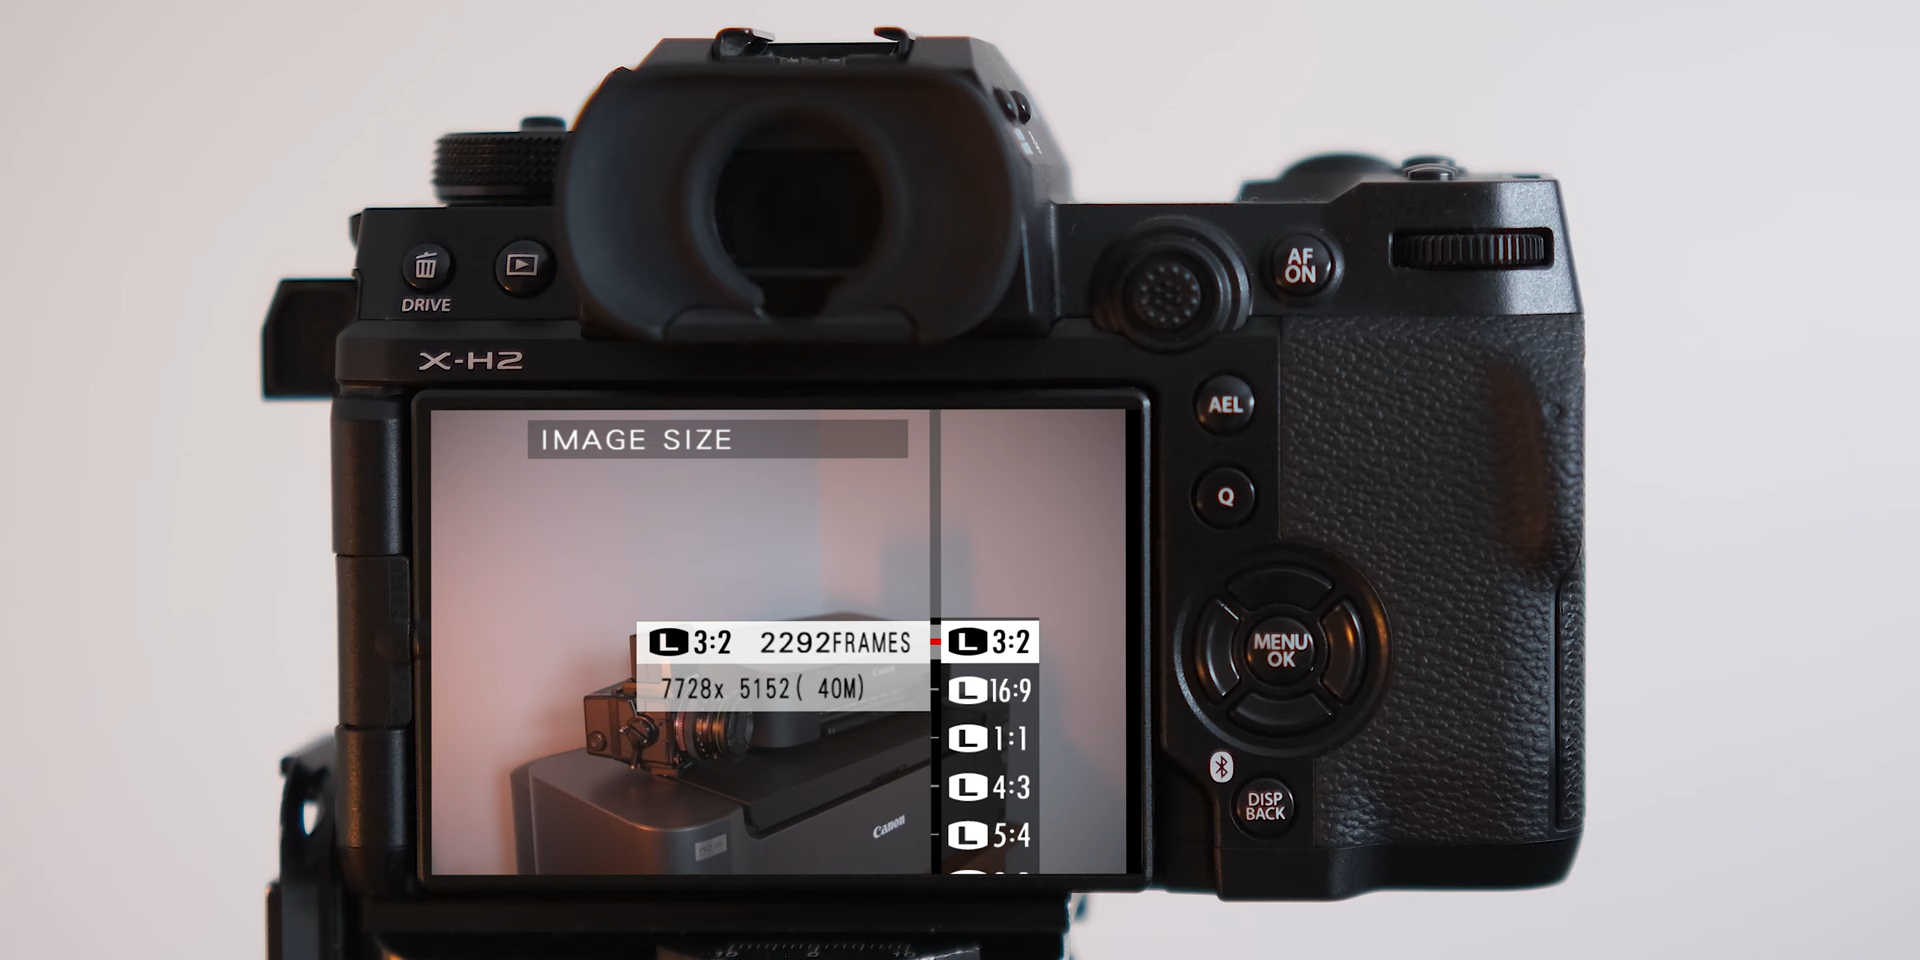 DRIVE
AF
ON
X-H2
AEL
IMAGE SIZE
Q
L 3:2 2292FRAMES
7728x 5152( 40M)
L 3:2
L 16:9
L 1:1
L 4:3
L 5:4
MENU
OK
DISP
BACK
Canon